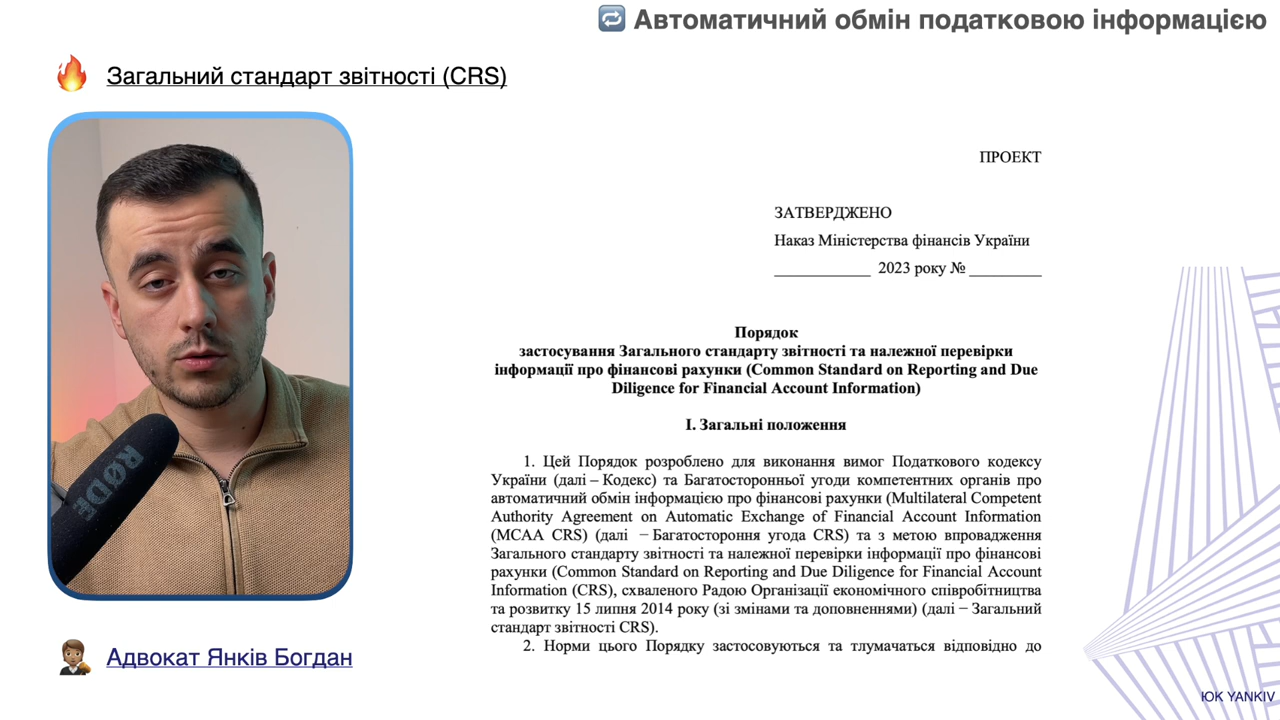 Автоматичний обмін податковою інформацією
Загальний стандарт звітності (CRS)
RØDE
Адвокат Янків Богдан
ПРОЕКТ
ЗАТВЕРДЖЕНО
Наказ Міністерства фінансів України
____________ 2023 року № _________
Порядок
застосування Загального стандарту звітності та належної перевірки
інформації про фінансові рахунки (Common Standard on Reporting and Due
Diligence for Financial Account Information)
І. Загальні положення
1. Цей Порядок розроблено для виконання вимог Податкового кодексу
України (далі – Кодекс) та Багатосторонньої угоди компетентних органів про
автоматичний обмін інформацією про фінансові рахунки (Multilateral Competent
Authority Agreement on Automatic Exchange of Financial Account Information
(MCAA CRS) (далі − Багатостороння угода CRS) та з метою впровадження
Загального стандарту звітності та належної перевірки інформації про фінансові
рахунки (Common Standard on Reporting and Due Diligence for Financial Account
Information (CRS), схваленого Радою Організації економічного співробітництва
та розвитку 15 липня 2014 року (зі змінами та доповненнями) (далі − Загальний
стандарт звітності CRS).
2. Норми цього Порядку застосовуються та тлумачаться відповідно до
ЮК YANKIV